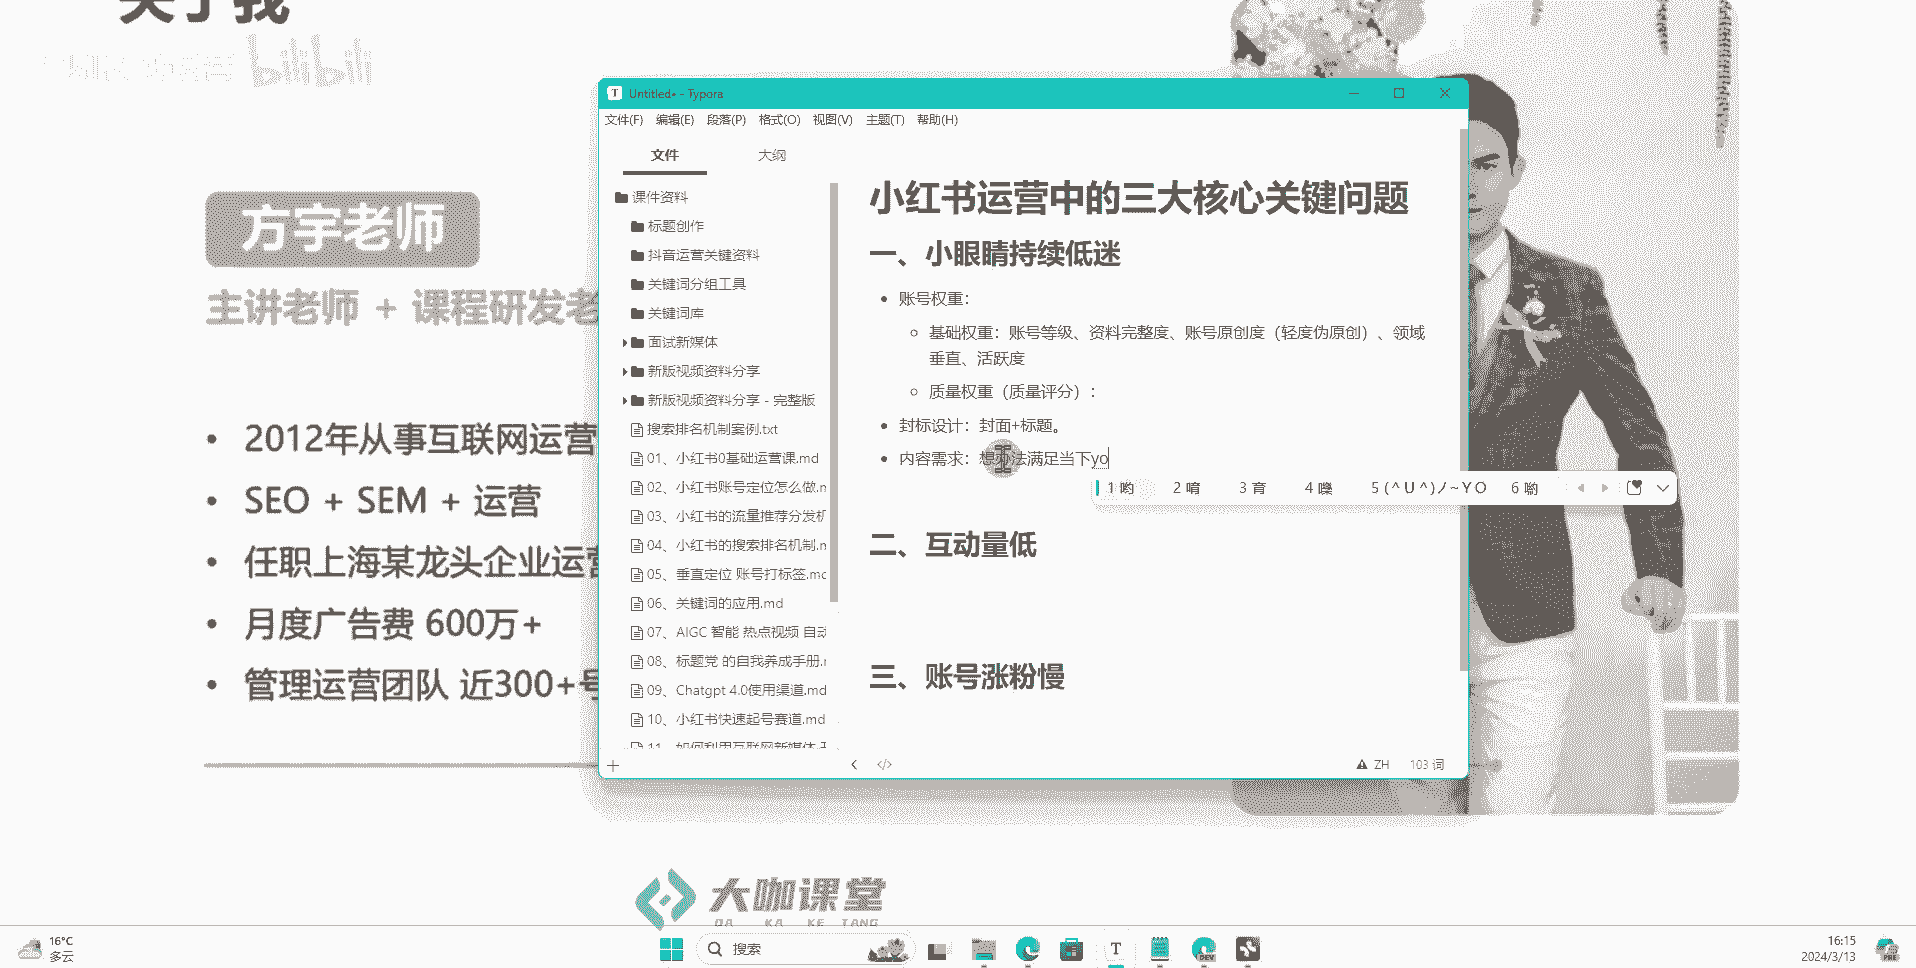 关于我
bilibili
方宇老师
主讲老师 + 课程研发老
2012年从事互联网运营
SEO + SEM + 运营
任职上海某龙头企业运营
月度广告费 600万+
管理运营团队 近300+号
Untitled• - Typora
文件(F) 编辑(E) 段落(P) 格式(O) 视图(V) 主题(T) 帮助(H)
文件 大纲
课件资料
标题创作
抖音运营关键资料
关键词分组工具
关键词库
面试新媒体
新版视频资料分享
新版视频资料分享 - 完整版
搜索排名机制案例.txt
01、小红书0基础运营课.md
02、小红书账号定位怎么做.m
03、小红书的流量推荐分发机
04、小红书的搜索排名机制.m
05、垂直定位 账号打标签.md
06、关键词的应用.md
07、AIGC 智能 热点视频 自动
08、标题党 的自我养成手册.m
09、Chatgpt 4.0使用渠道.md
10、小红书快速起号赛道.md
11、如何利用互联网新媒体
小红书运营中的三大核心关键问题
一、小眼睛持续低迷
账号权重：
基础权重：账号等级、资料完整度、账号原创度（轻度伪原创）、领域
垂直、活跃度
质量权重（质量评分）：
封标设计：封面+标题。
内容需求：想办法满足当下yo
1 哟 2 唷 3 育 4 嚛 5 (^U^)ノ~YO 6 喲
二、互动量低
三、账号涨粉慢
ZH 103 词
大咖课堂
DA KA KE TANG
16°C
多云
搜索
DEV
16:15
2024/3/13
PRE